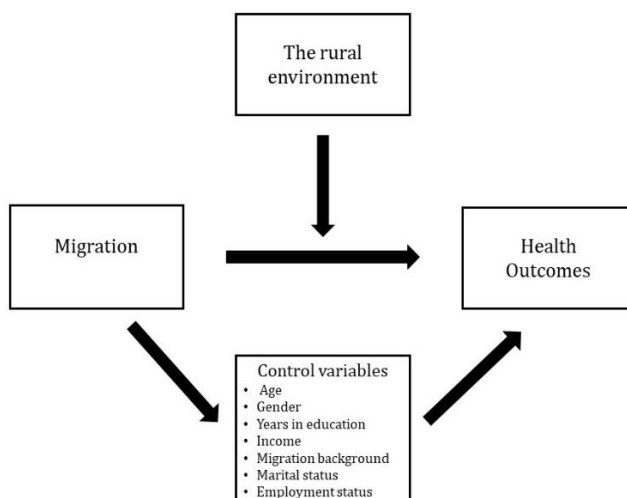 The rural
environment
Migration
Health
Outcomes
Control variables
• Age
• Gender
• Years in education
• Income
• Migration background
• Marital status
• Employment status